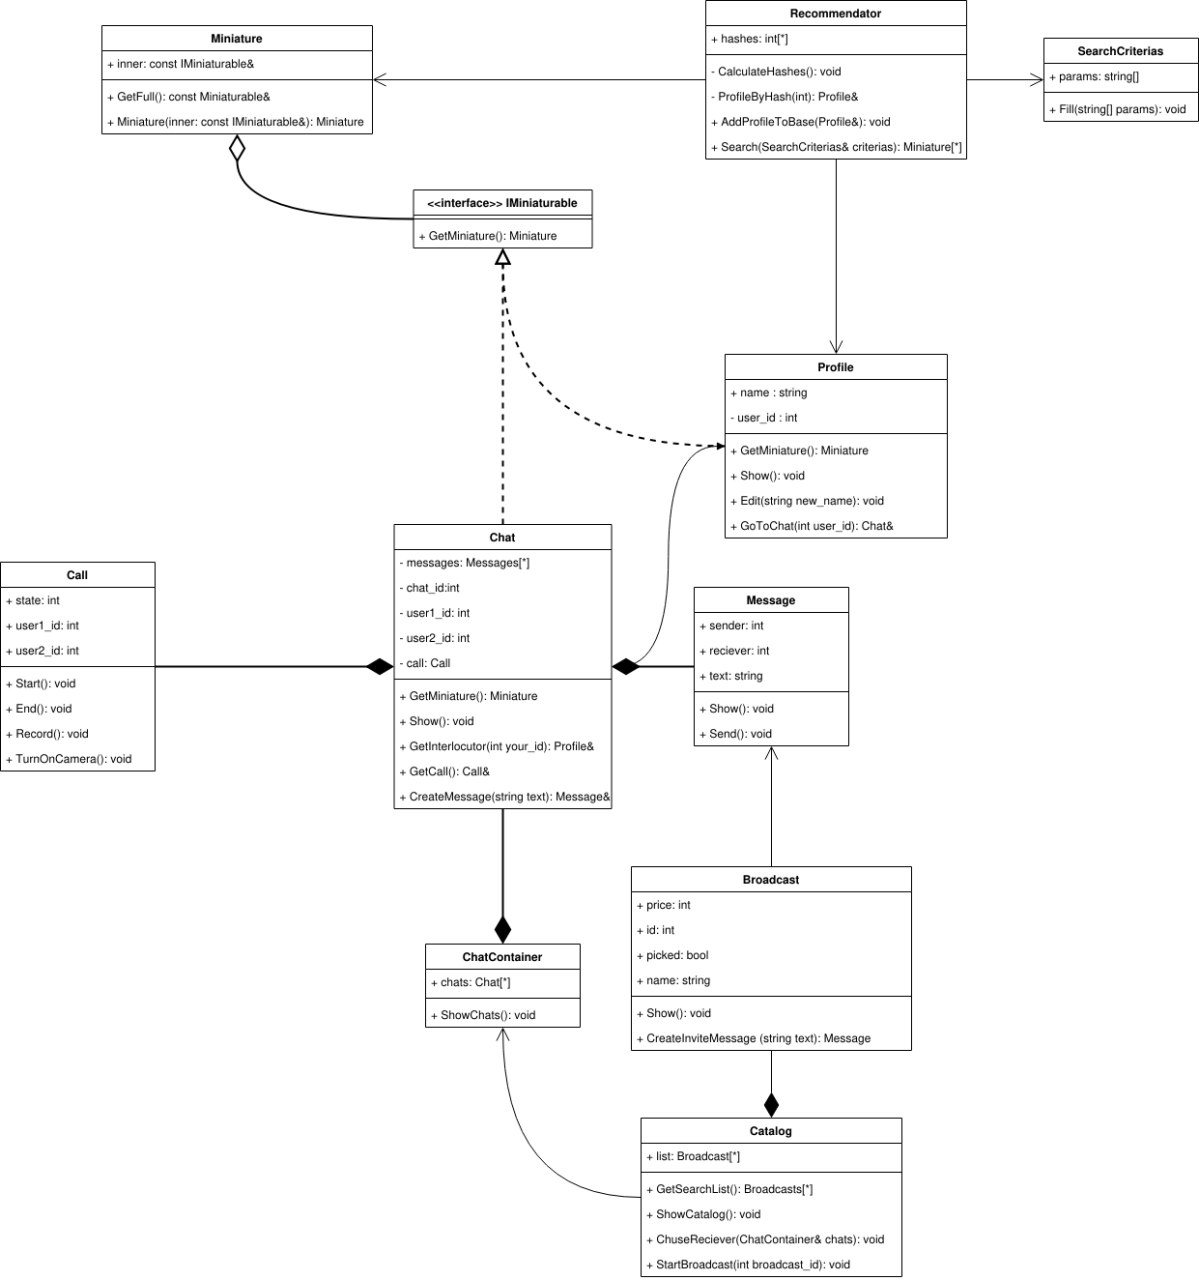 Miniature
+ inner: const IMiniaturable&
+ GetFull(): const Miniaturable&
+ Miniature(inner: const IMiniaturable&): Miniature
Recommendator
+ hashes: int[*]
- CalculateHashes(): void
- ProfileByHash(int): Profile&
+ AddProfileToBase(Profile&): void
+ Search(SearchCriterias& criterias): Miniature[*]
SearchCriterias
+ params: string[]
+ Fill(string[] params): void
<<interface>> IMiniaturable
+ GetMiniature(): Miniature
Profile
+ name : string
- user_id : int
+ GetMiniature(): Miniature
+ Show(): void
+ Edit(string new_name): void
+ GoToChat(int user_id): Chat&
Chat
- messages: Messages[*]
- chat_id:int
- user1_id: int
- user2_id: int
- call: Call
+ GetMiniature(): Miniature
+ Show(): void
+ GetInterlocutor(int your_id): Profile&
+ GetCall(): Call&
+ CreateMessage(string text): Message&
Call
+ state: int
+ user1_id: int
+ user2_id: int
+ Start(): void
+ End(): void
+ Record(): void
+ TurnOnCamera(): void
Message
+ sender: int
+ reciever: int
+ text: string
+ Show(): void
+ Send(): void
Broadcast
+ price: int
+ id: int
+ picked: bool
+ name: string
+ Show(): void
+ CreateInviteMessage (string text): Message
ChatContainer
+ chats: Chat[*]
+ ShowChats(): void
Catalog
+ list: Broadcast[*]
+ GetSearchList(): Broadcasts[*]
+ ShowCatalog(): void
+ ChuseReciever(ChatContainer& chats): void
+ StartBroadcast(int broadcast_id): void